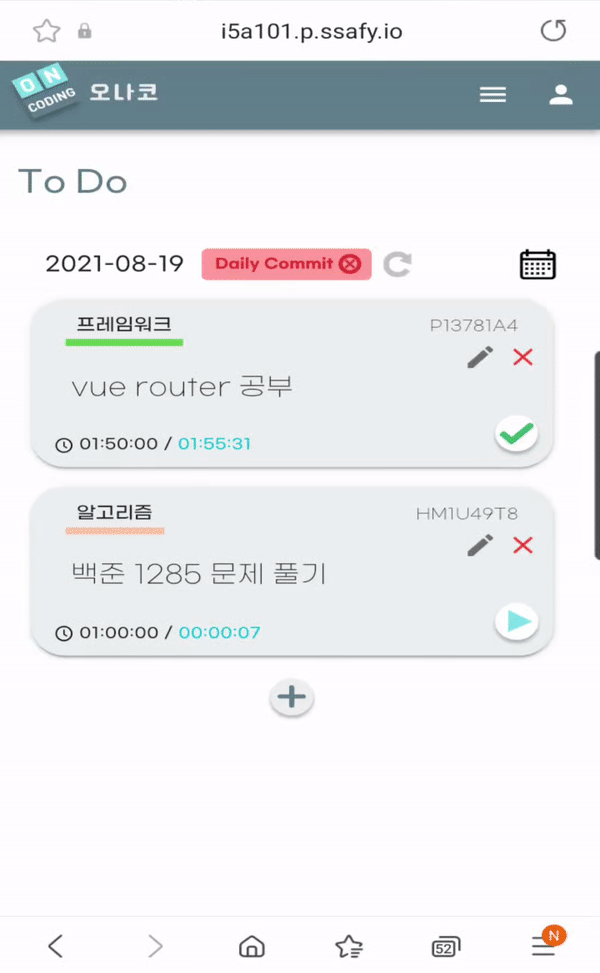 i5a101.p.ssafy.io
ON
CODING
오나코
To Do
2021-08-19 Daily Commit
프레임워크 P13781A4
vue router 공부
01:50:00 / 01:55:31
알고리즘 HM1U49T8
백준 1285 문제 풀기
01:00:00 / 00:00:07
52
N